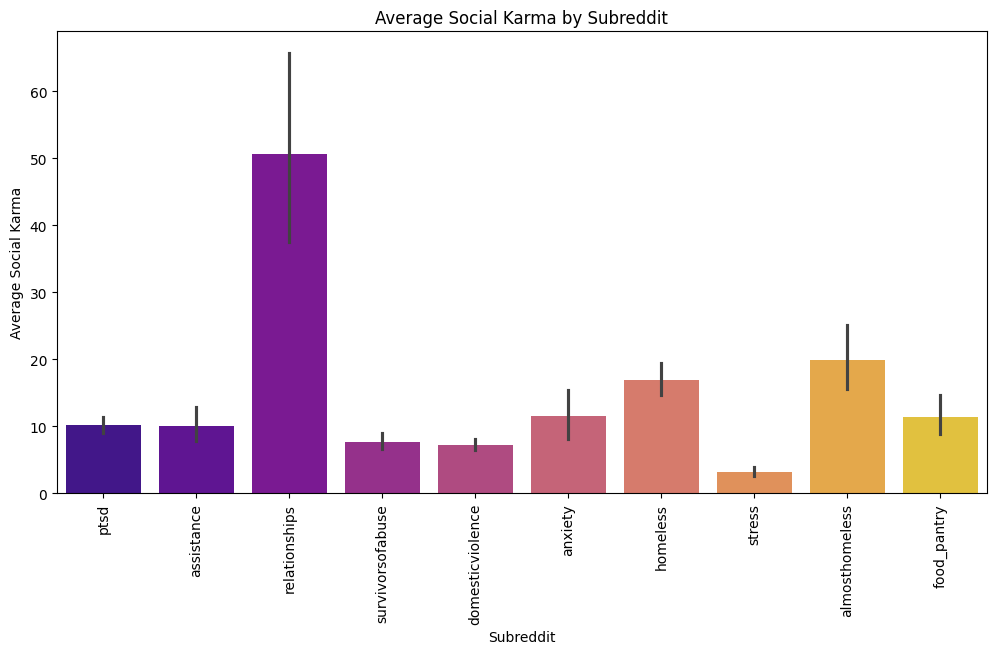 Average Social Karma by Subreddit
Average Social Karma
60
50
40
30
20
10
0
ptsd
assistance
relationships
survivorsofabuse
domesticviolence
anxiety
homeless
stress
almosthomeless
food_pantry
Subreddit